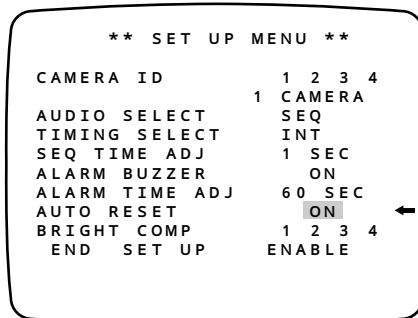 ** SET UP MENU **
CAMERA ID 1 2 3 4
1 CAMERA
AUDIO SELECT SEQ
TIMING SELECT INT
SEQ TIME ADJ 1 SEC
ALARM BUZZER ON
ALARM TIME ADJ 60 SEC
AUTO RESET ON
BRIGHT COMP 1 2 3 4
END SET UP ENABLE